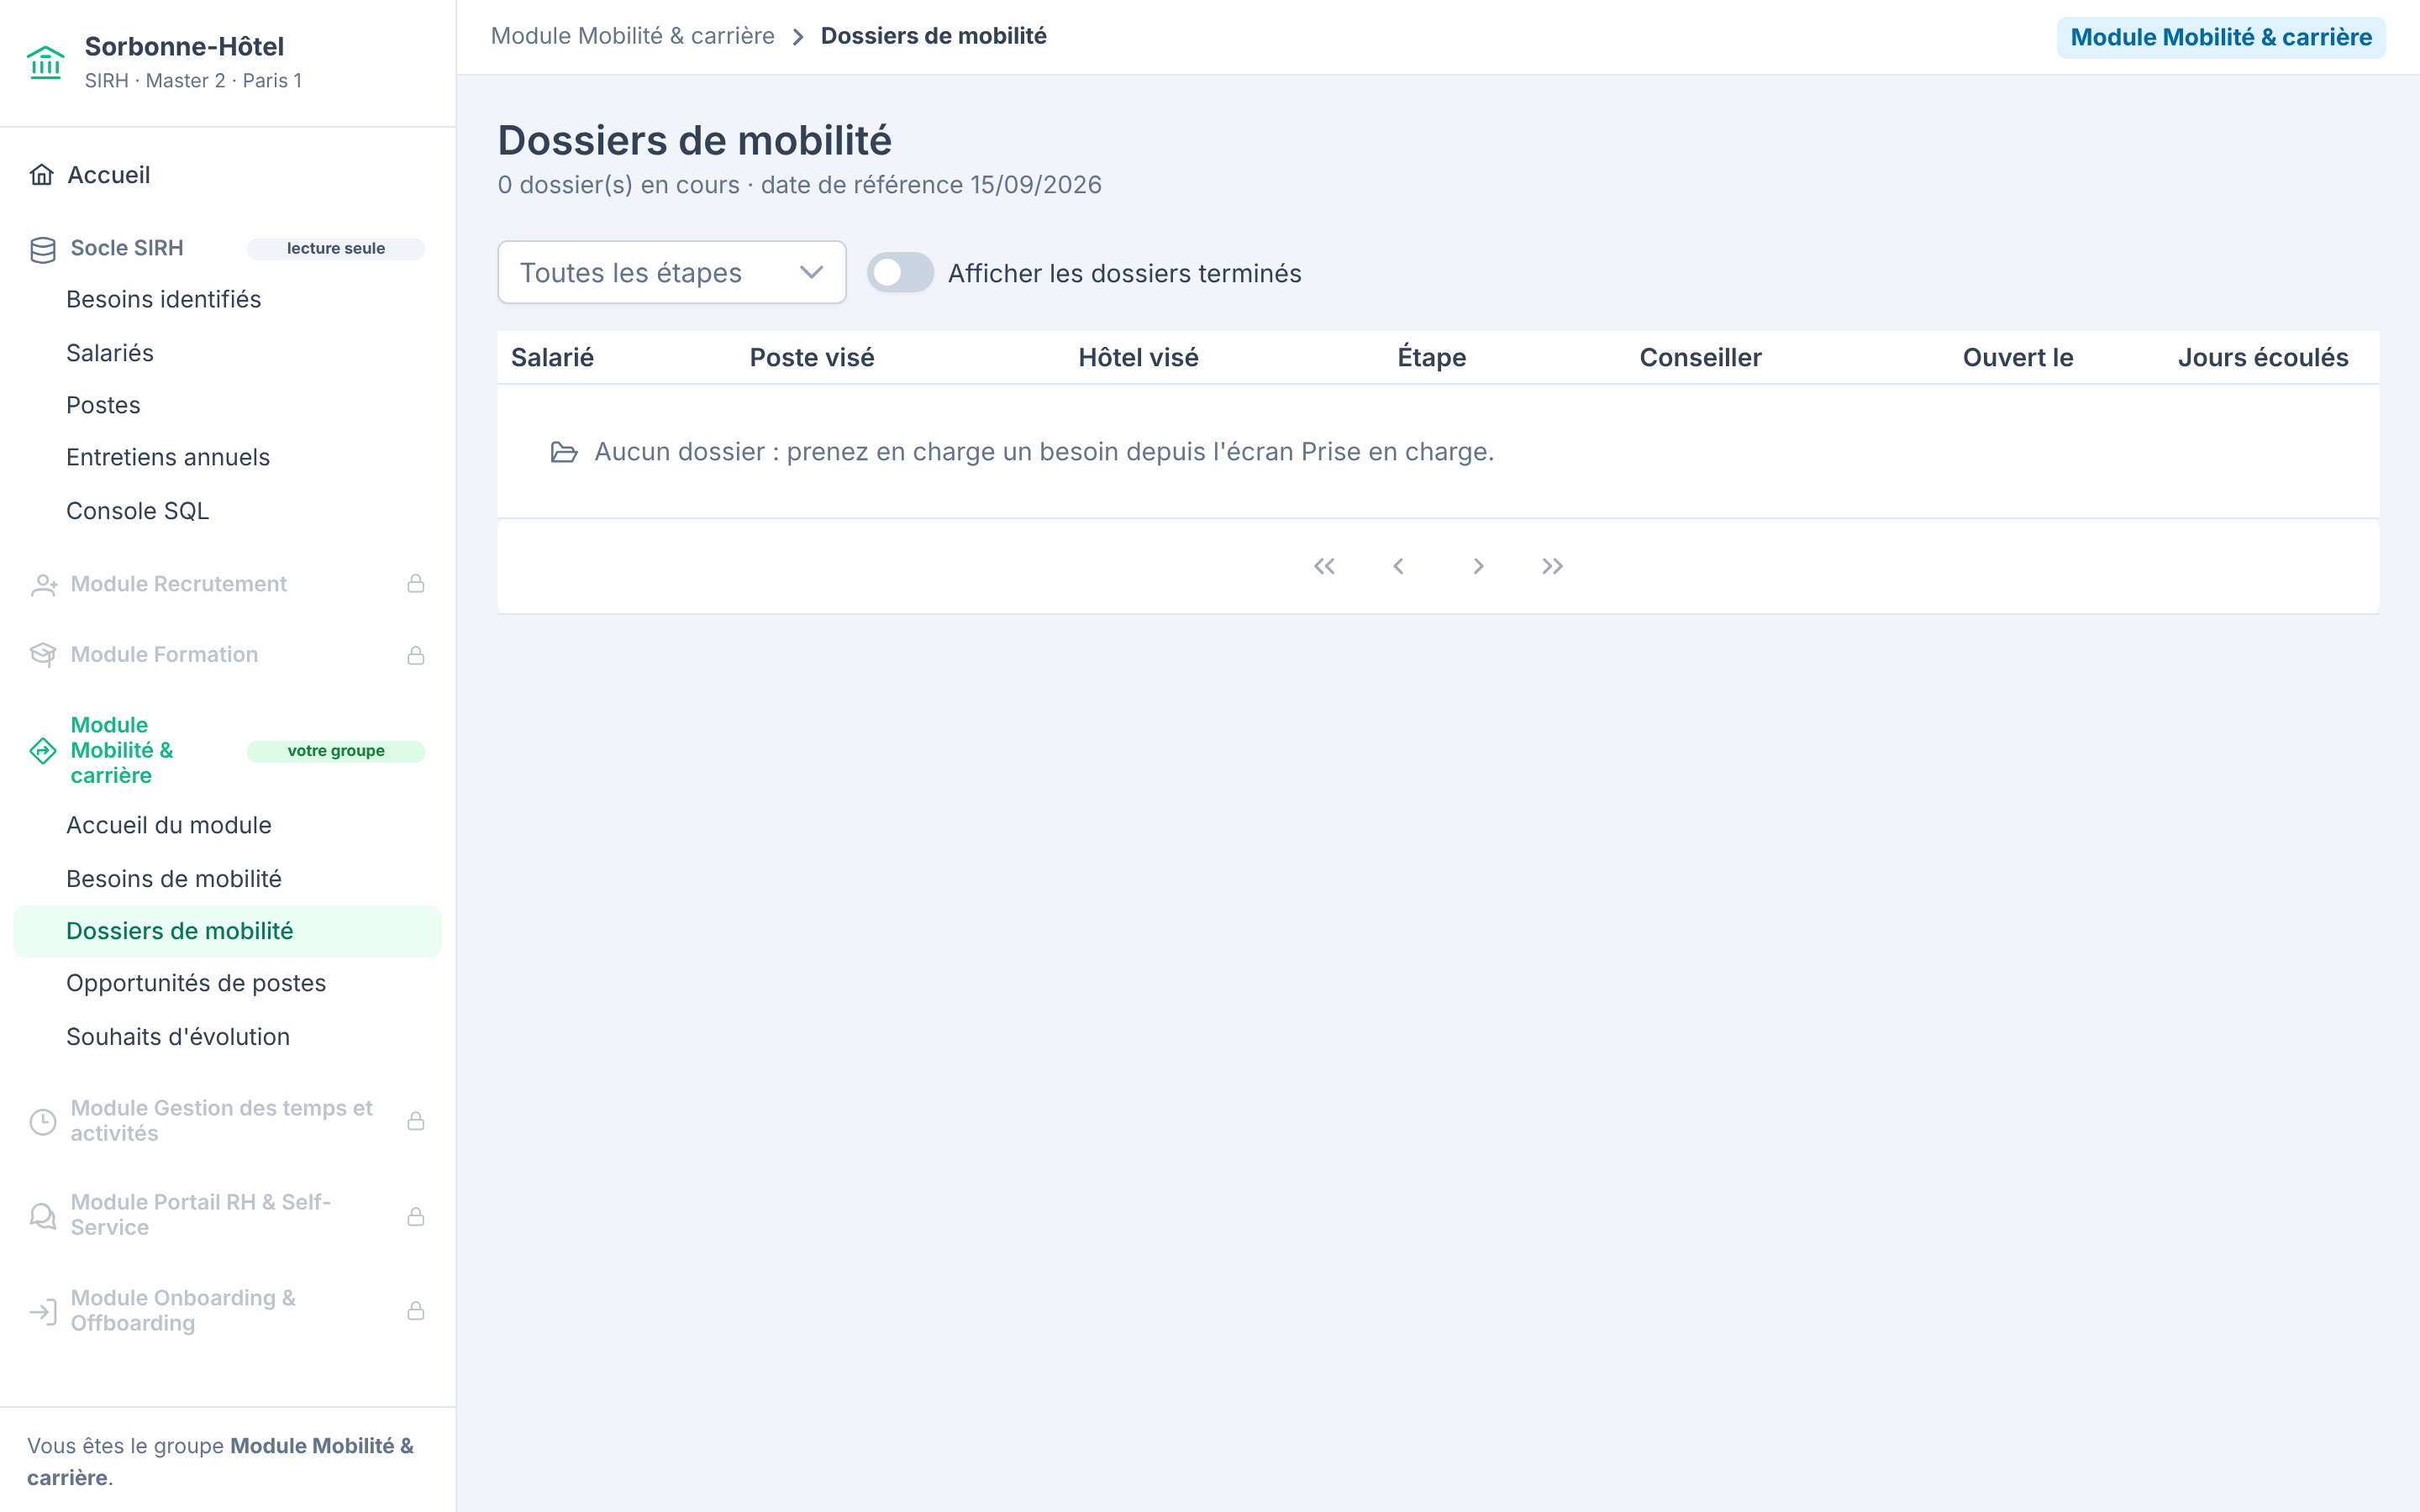 Sorbonne-Hôtel
SIRH · Master 2 · Paris 1
Accueil
Socle SIRH
lecture seule
Besoins identifiés
Salariés
Postes
Entretiens annuels
Console SQL
Module Recrutement
Module Formation
Module
Mobilité &
carrière
votre groupe
Accueil du module
Besoins de mobilité
Dossiers de mobilité
Opportunités de postes
Souhaits d'évolution
Module Gestion des temps et
activités
Module Portail RH & Self-
Service
Module Onboarding &
Offboarding
Vous êtes le groupe Module Mobilité &
carrière.
Module Mobilité & carrière > Dossiers de mobilité
Module Mobilité & carrière
Dossiers de mobilité
0 dossier(s) en cours · date de référence 15/09/2026
Toutes les étapes
Afficher les dossiers terminés
Salarié Poste visé Hôtel visé Étape Conseiller Ouvert le Jours écoulés
Aucun dossier : prenez en charge un besoin depuis l'écran Prise en charge.